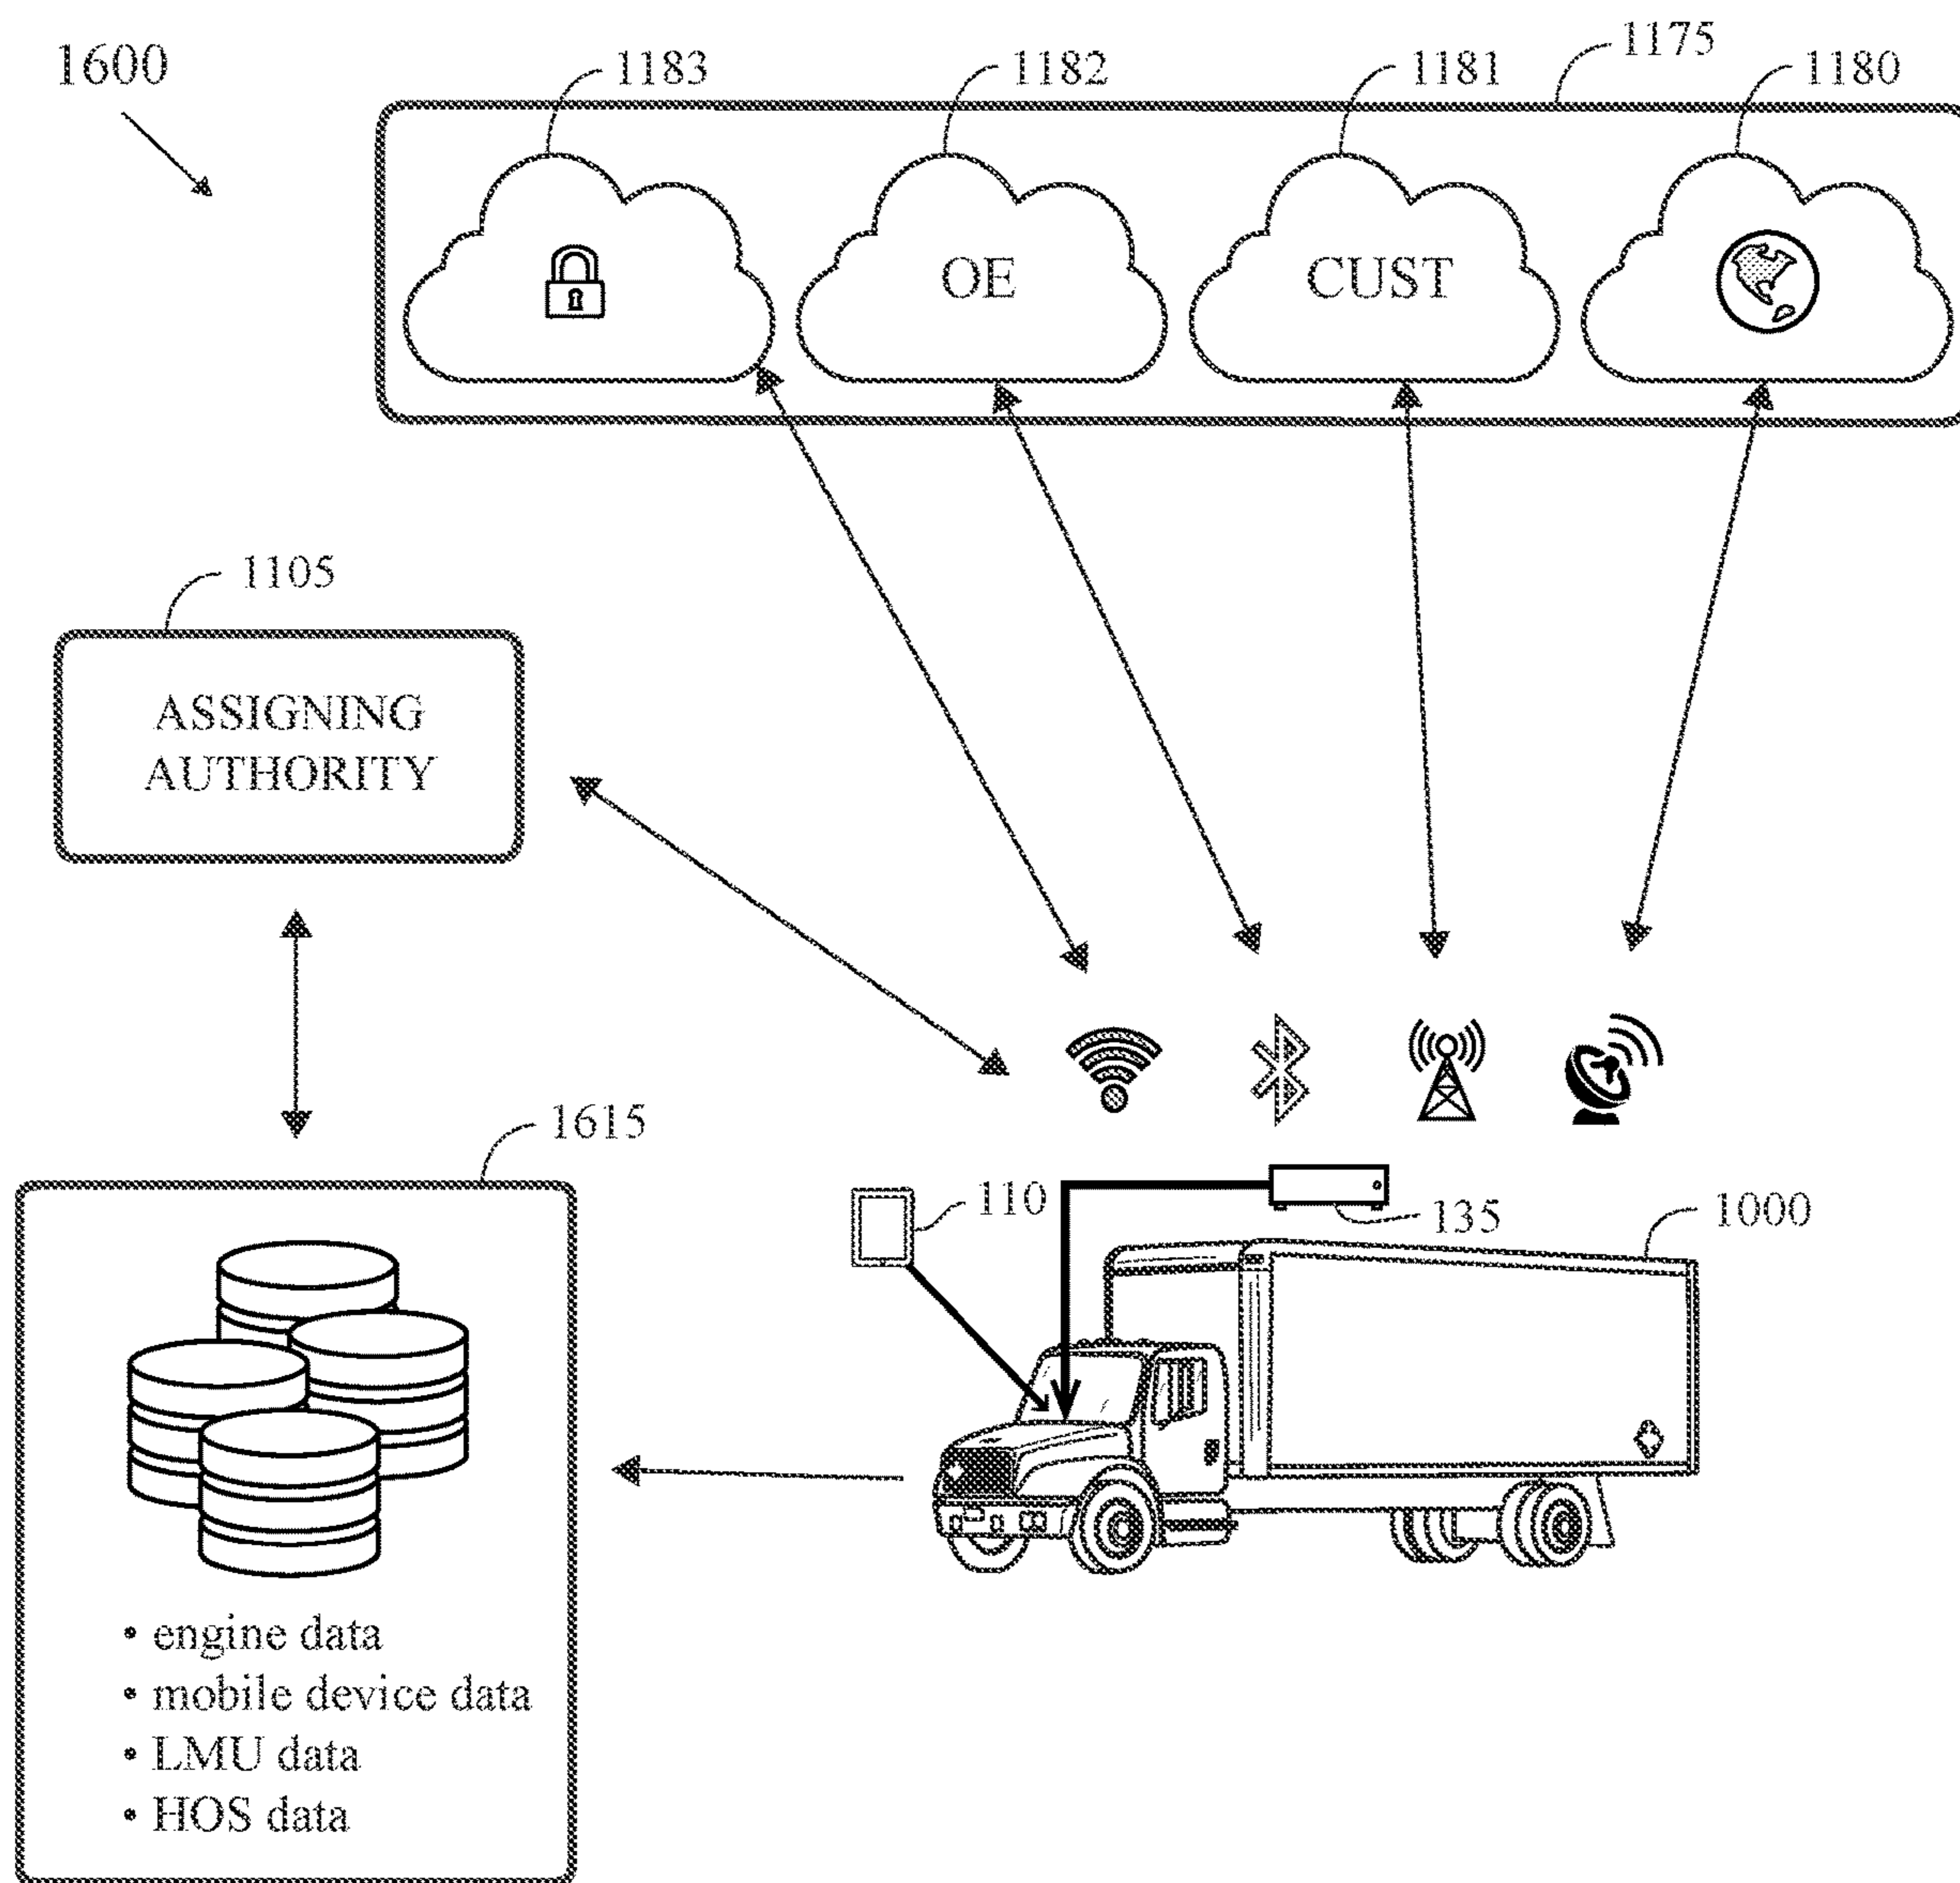 1600
1183
1182
1181
1175
1180
OE
CUST
1105
ASSIGNING
AUTHORITY
1615
110
135
1000
• engine data
• mobile device data
• LMU data
• HOS data